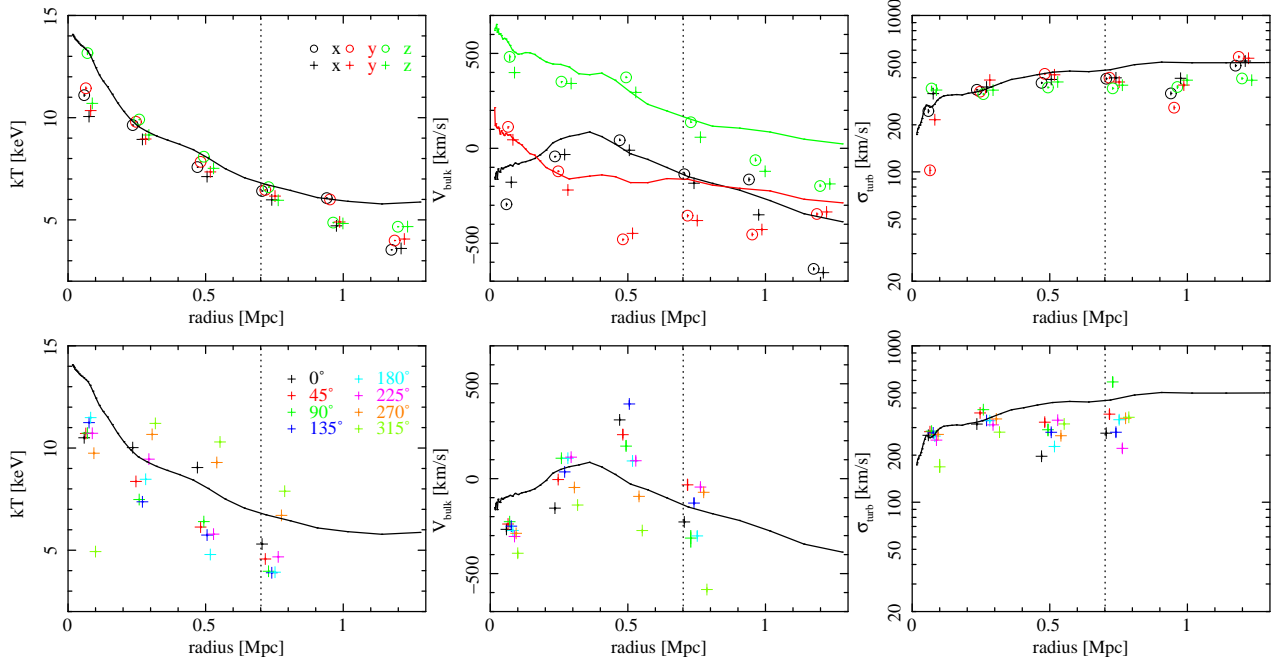 15
10
5
kT [keV]
0 0.5 1
radius [Mpc]
x y z
x y z
500
0
−500
V_bulk [km/s]
0 0.5 1
radius [Mpc]
1000
500
200
100
50
20
σ_turb [km/s]
0 0.5 1
radius [Mpc]
15
10
5
kT [keV]
0 0.5 1
radius [Mpc]
0° 180°
45° 225°
90° 270°
135° 315°
500
0
−500
V_bulk [km/s]
0 0.5 1
radius [Mpc]
1000
500
200
100
50
20
σ_turb [km/s]
0 0.5 1
radius [Mpc]